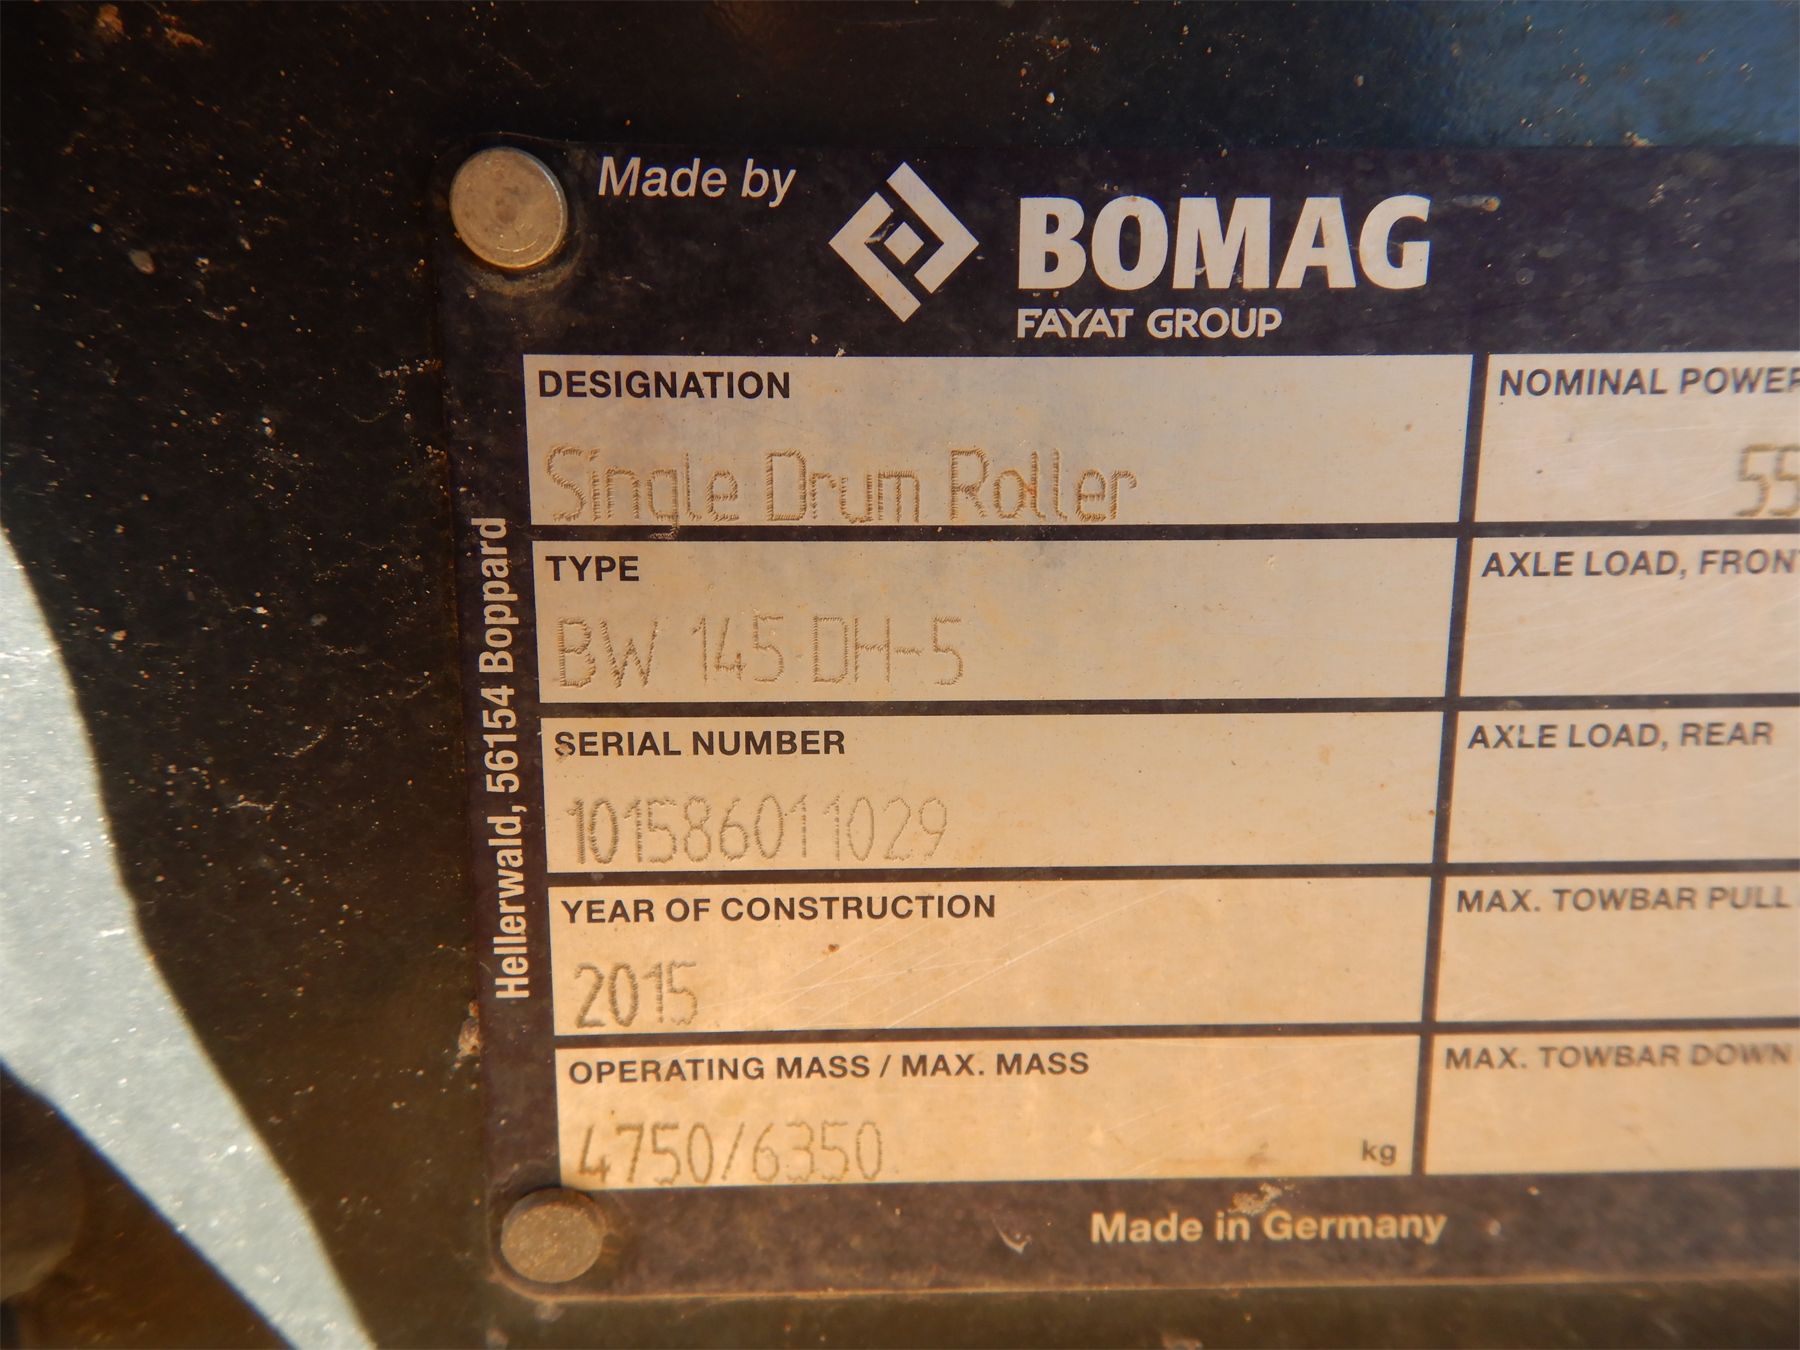 Made by
BOMAG
FAYAT GROUP
DESIGNATION
Single Drum Roller
TYPE
BW 145 DH-5
SERIAL NUMBER
101586011029
YEAR OF CONSTRUCTION
2015
OPERATING MASS / MAX. MASS
4750/6350 kg
NOMINAL POWER
55
AXLE LOAD, FRONT
AXLE LOAD, REAR
MAX. TOWBAR PULL
MAX. TOWBAR DOWN
Hellerwald, 56154 Boppard
Made in Germany